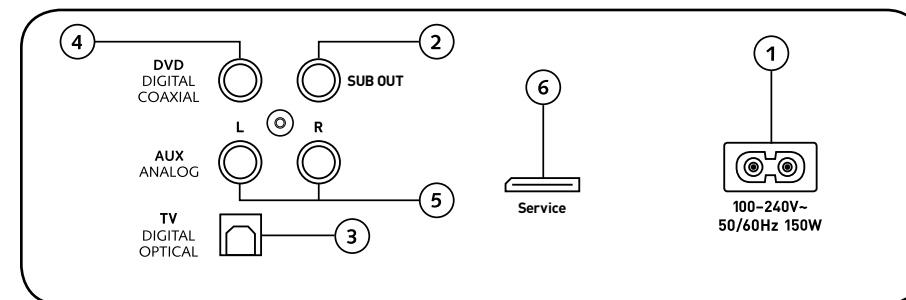 4
2
DVD
DIGITAL
COAXIAL
SUB OUT
6
1
L
R
AUX
ANALOG
5
Service
100–240V~
50/60Hz 150W
TV
DIGITAL
OPTICAL
3